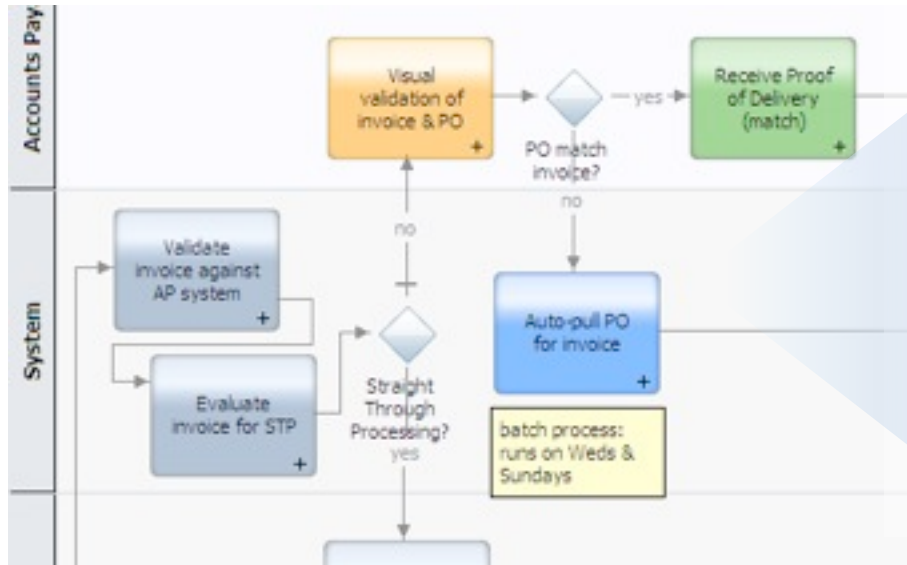 Accounts Pay
Visual
validation of
invoice & PO
yes
Receive Proof
of Delivery
(match)
PO match
invoice?
no
System
Validate
invoice against
AP system
no
Auto-pull PO
for invoice
Evaluate
invoice for STP
Straight
Through
Processing?
yes
batch process:
runs on Weds &
Sundays